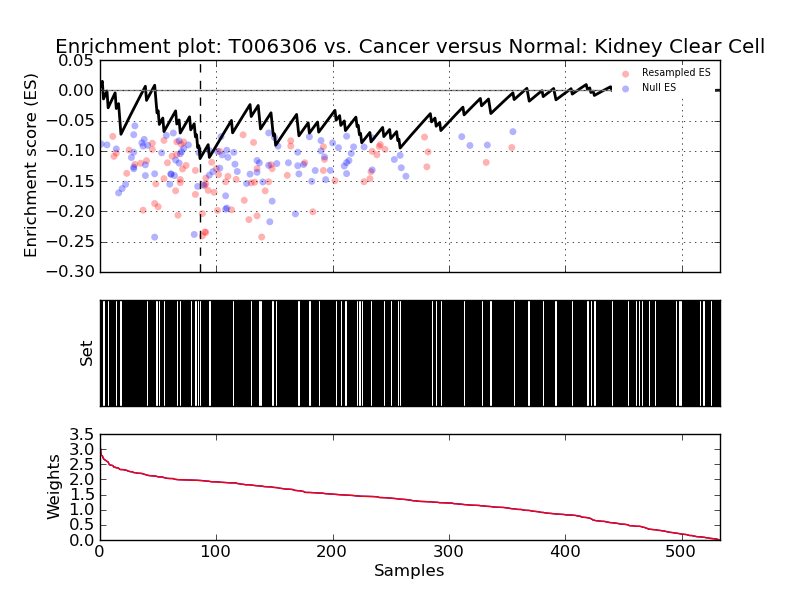 Enrichment plot: T006306 vs. Cancer versus Normal: Kidney Clear Cell
Enrichment score (ES)
0.05
0.00
−0.05
−0.10
−0.15
−0.20
−0.25
−0.30
Resampled ES
Null ES
Set
Weights
3.5
3.0
2.5
2.0
1.5
1.0
0.5
0.0
0 100 200 300 400 500
Samples